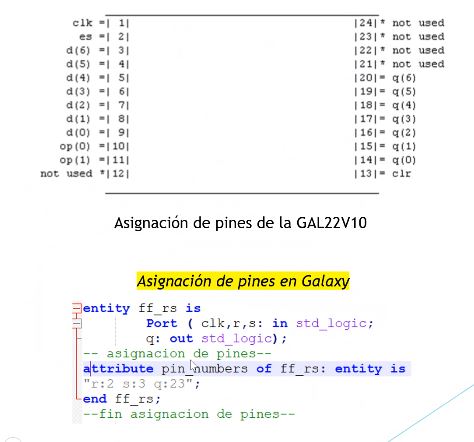 clk =| 1| |24|* not used
es =| 2| |23|* not used
d(6) =| 3| |22|* not used
d(5) =| 4| |21|* not used
d(4) =| 5| |20|= q(6)
d(3) =| 6| |19|= q(5)
d(2) =| 7| |18|= q(4)
d(1) =| 8| |17|= q(3)
d(0) =| 9| |16|= q(2)
op(0) =|10| |15|= q(1)
op(1) =|11| |14|= q(0)
not used *|12| |13|= clr
Asignación de pines de la GAL22V10
Asignación de pines en Galaxy
entity ff_rs is
Port ( clk,r,s: in std_logic;
q: out std_logic);
-- asignacion de pines--
attribute pin_numbers of ff_rs: entity is
"r:2 s:3 q:23";
end ff_rs;
--fin asignacion de pines--